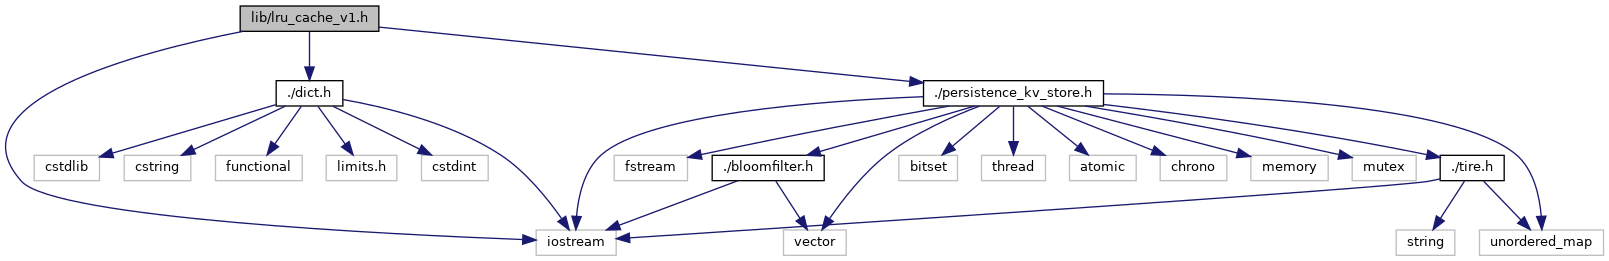 lib/lru_cache_v1.h
./dict.h
./persistence_kv_store.h
cstdlib
cstring
functional
limits.h
cstdint
fstream
./bloomfilter.h
bitset
thread
atomic
chrono
memory
mutex
./tire.h
iostream
vector
string
unordered_map